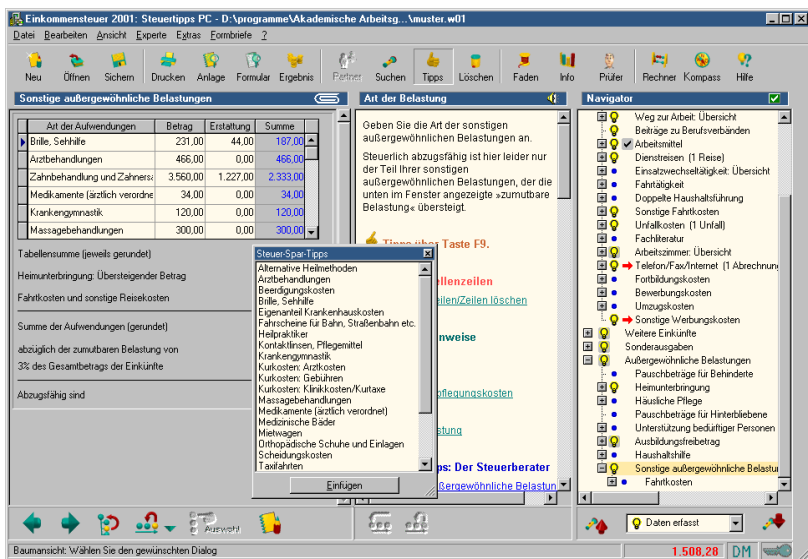 Einkommensteuer 2001: Steuertipps PC - D:\programme\Akademische Arbeitsg...\muster.w01
Datei Bearbeiten Ansicht Experte Extras Formbriefe ?
Neu Öffnen Sichern Drucken Anlage Formular Ergebnis Partner Suchen Tipps Löschen Faden Info Prüfer Rechner Kompass Hilfe
Sonstige außergewöhnliche Belastungen
Art der Aufwendungen Betrag Erstattung Summe
Brille, Sehhilfe 231,00 44,00 187,00
Arztbehandlungen 466,00 0,00 466,00
Zahnbehandlung und Zahnersa 3.560,00 1.227,00 2.333,00
Medikamente (ärztlich verordne 34,00 0,00 34,00
Krankengymnastik 120,00 0,00 120,00
Massagebehandlungen 300,00 0,00 300,00
Tabellensumme (jeweils gerundet)
Heimunterbringung: Übersteigender Betrag
Fahrtkosten und sonstige Reisekosten
Summe der Aufwendungen (gerundet)
abzüglich der zumutbaren Belastung von
3% des Gesamtbetrags der Einkünfte
Abzugsfähig sind
Steuer-Spar-Tipps
Alternative Heilmethoden
Arztbehandlungen
Beerdigungskosten
Brille, Sehhilfe
Eigenanteil Krankenhauskosten
Fahrscheine für Bahn, Straßenbahn etc.
Heilpraktiker
Kontaktlinsen, Pflegemittel
Krankengymnastik
Kurkosten: Arztkosten
Kurkosten: Gebühren
Kurkosten: Klinikkosten/Kurtaxe
Massagebehandlungen
Medikamente (ärztlich verordnet)
Medizinische Bäder
Mietwagen
Orthopädische Schuhe und Einlagen
Scheidungskosten
Taxifahrten
Einfügen
Art der Belastung
Geben Sie die Art der sonstigen
außergewöhnlichen Belastungen an.
Steuerlich abzugsfähig ist hier leider nur
der Teil Ihrer sonstigen
außergewöhnlichen Belastungen, der die
unten im Fenster angezeigte »zumutbare
Belastung« übersteigt.
Tipps über Taste F9.
ellenzeilen
eilen/Zeilen löschen
nweise
pflegungskosten
stung
ps: Der Steuerberater
ßergewöhnliche Belastun
Navigator
Weg zur Arbeit: Übersicht
Beiträge zu Berufsverbänden
Arbeitsmittel
Dienstreisen (1 Reise)
Einsatzwechseltätigkeit: Übersicht
Fahrtätigkeit
Doppelte Haushaltsführung
Sonstige Fahrtkosten
Unfallkosten (1 Unfall)
Fachliteratur
Arbeitszimmer: Übersicht
Telefon/Fax/Internet (1 Abrechnun
Fortbildungskosten
Bewerbungskosten
Umzugskosten
Sonstige Werbungskosten
Weitere Einkünfte
Sonderausgaben
Außergewöhnliche Belastungen
Pauschbeträge für Behinderte
Heimunterbringung
Häusliche Pflege
Pauschbeträge für Hinterbliebene
Unterstützung bedürftiger Personen
Ausbildungsfreibetrag
Haushaltshilfe
Sonstige außergewöhnliche Belastu
Fahrtkosten
Auswahl
Daten erfasst
Baumansicht: Wählen Sie den gewünschten Dialog
1.508,28 DM